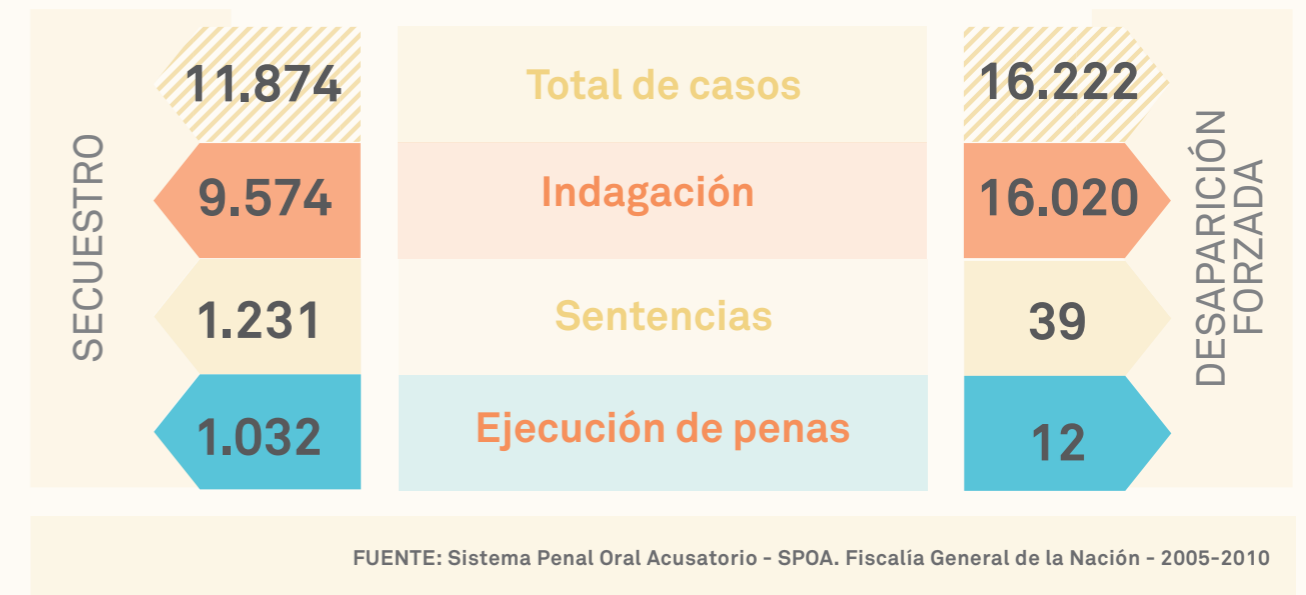 SECUESTRO
11.874 Total de casos 16.222
9.574 Indagación 16.020
1.231 Sentencias 39
1.032 Ejecución de penas 12
DESAPARICIÓN
FORZADA
FUENTE: Sistema Penal Oral Acusatorio - SPOA. Fiscalía General de la Nación - 2005-2010